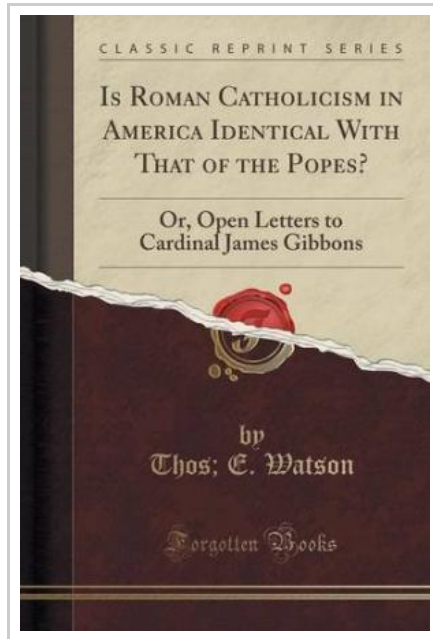 CLASSIC REPRINT SERIES
IS ROMAN CATHOLICISM IN
AMERICA IDENTICAL WITH
THAT OF THE POPES?
Or, Open Letters to
Cardinal James Gibbons
by
Thos; E. Watson
Forgotten Books